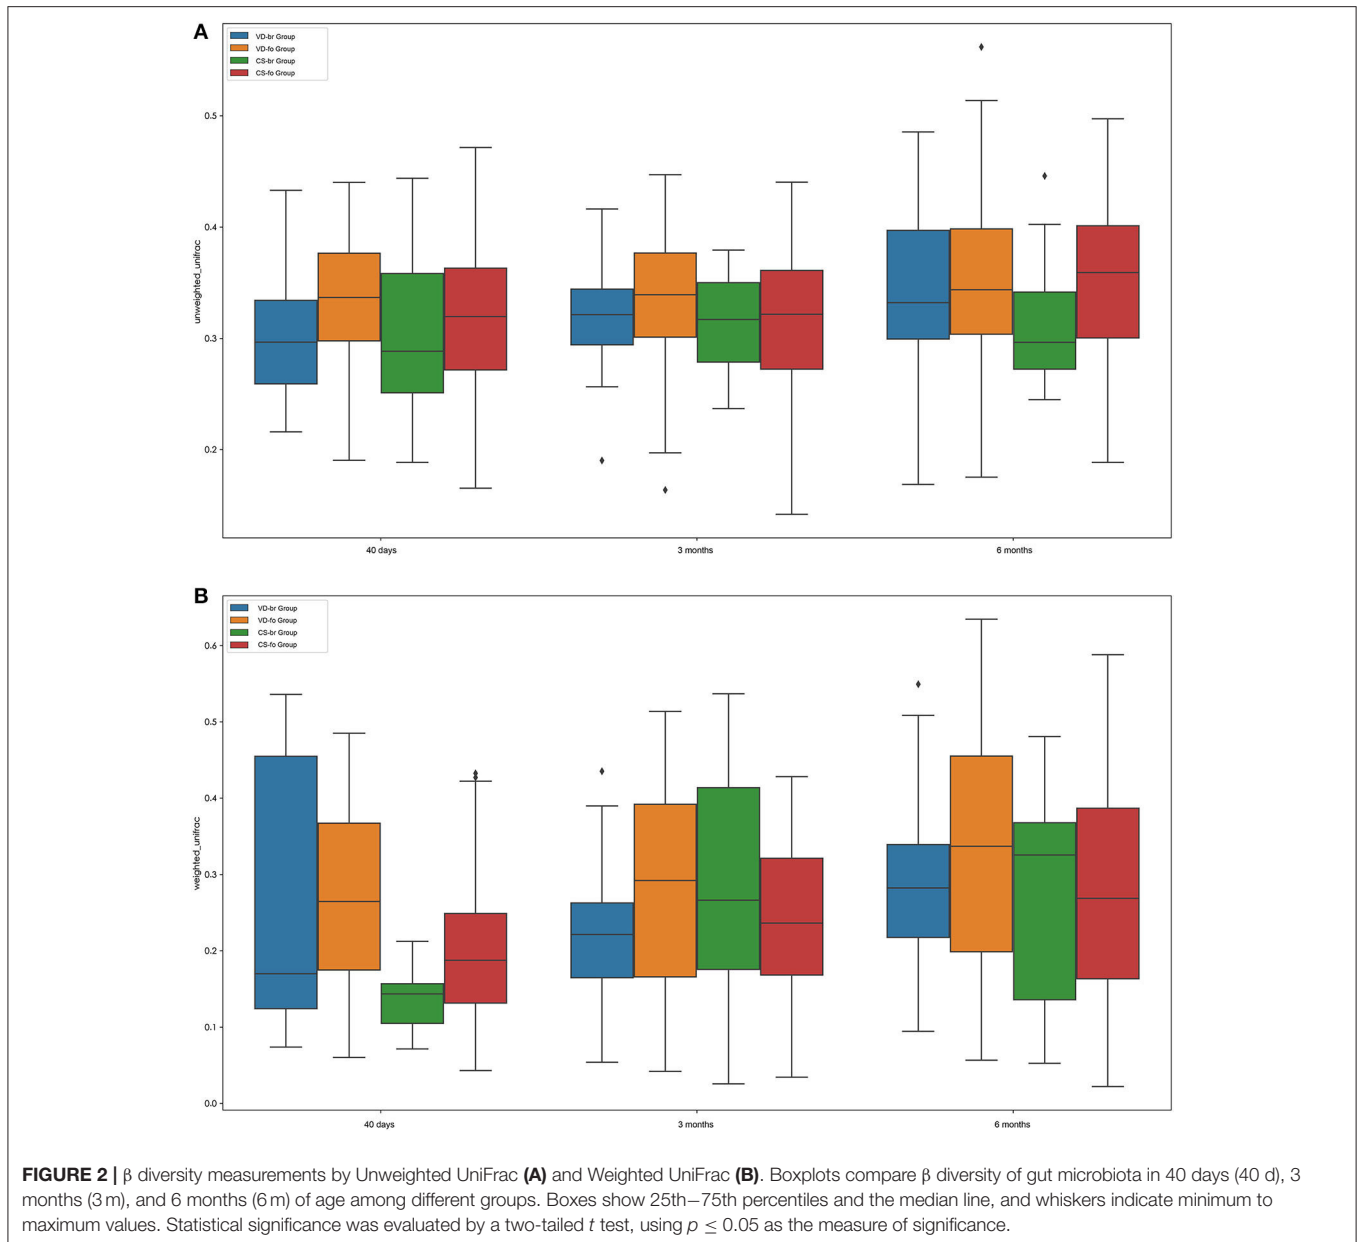 A
VD-br Group
VD-fo Group
CS-br Group
CS-fo Group
unweighted_unifrac
0.5
0.4
0.3
0.2
40 days
3 months
6 months
B
VD-br Group
VD-fo Group
CS-br Group
CS-fo Group
weighted_unifrac
0.6
0.5
0.4
0.3
0.2
0.1
0.0
40 days
3 months
6 months
FIGURE 2 | β diversity measurements by Unweighted UniFrac (A) and Weighted UniFrac (B). Boxplots compare β diversity of gut microbiota in 40 days (40 d), 3
months (3 m), and 6 months (6 m) of age among different groups. Boxes show 25th–75th percentiles and the median line, and whiskers indicate minimum to
maximum values. Statistical significance was evaluated by a two-tailed t test, using p ≤ 0.05 as the measure of significance.